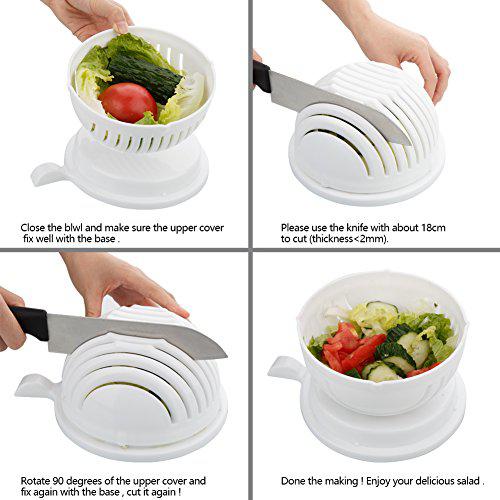 Close the blwl and make sure the upper cover
fix well with the base .
Please use the knife with about 18cm
to cut (thickness<2mm).
Rotate 90 degrees of the upper cover and
fix again with the base , cut it again !
Done the making ! Enjoy your delicious salad .